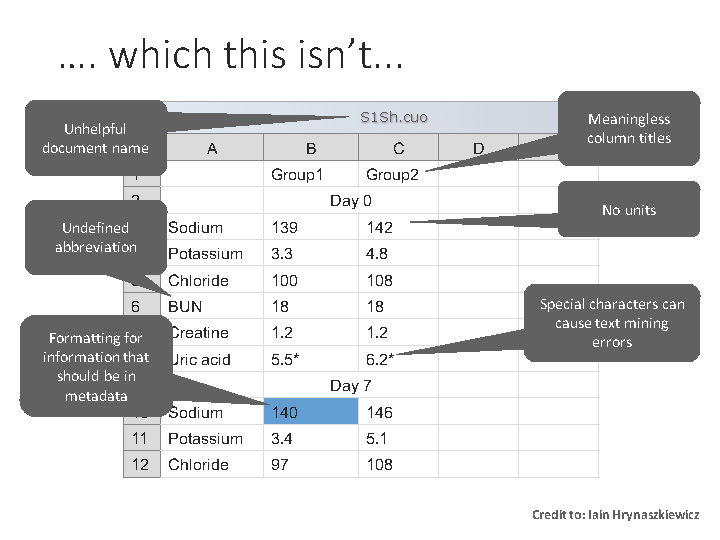 …. which this isn’t...
S1Sh.cuo
Unhelpful
document name
Meaningless
column titles
A B C D
Group1 Group2
Day 0
No units
Undefined
abbreviation
Sodium 139 142
Potassium 3.3 4.8
Chloride 100 108
6 BUN 18 18
Special characters can
cause text mining
errors
Creatine 1.2 1.2
Uric acid 5.5* 6.2*
Formatting for
information that
should be in
metadata
Day 7
Sodium 140 146
11 Potassium 3.4 5.1
12 Chloride 97 108
Credit to: Iain Hrynaszkiewicz